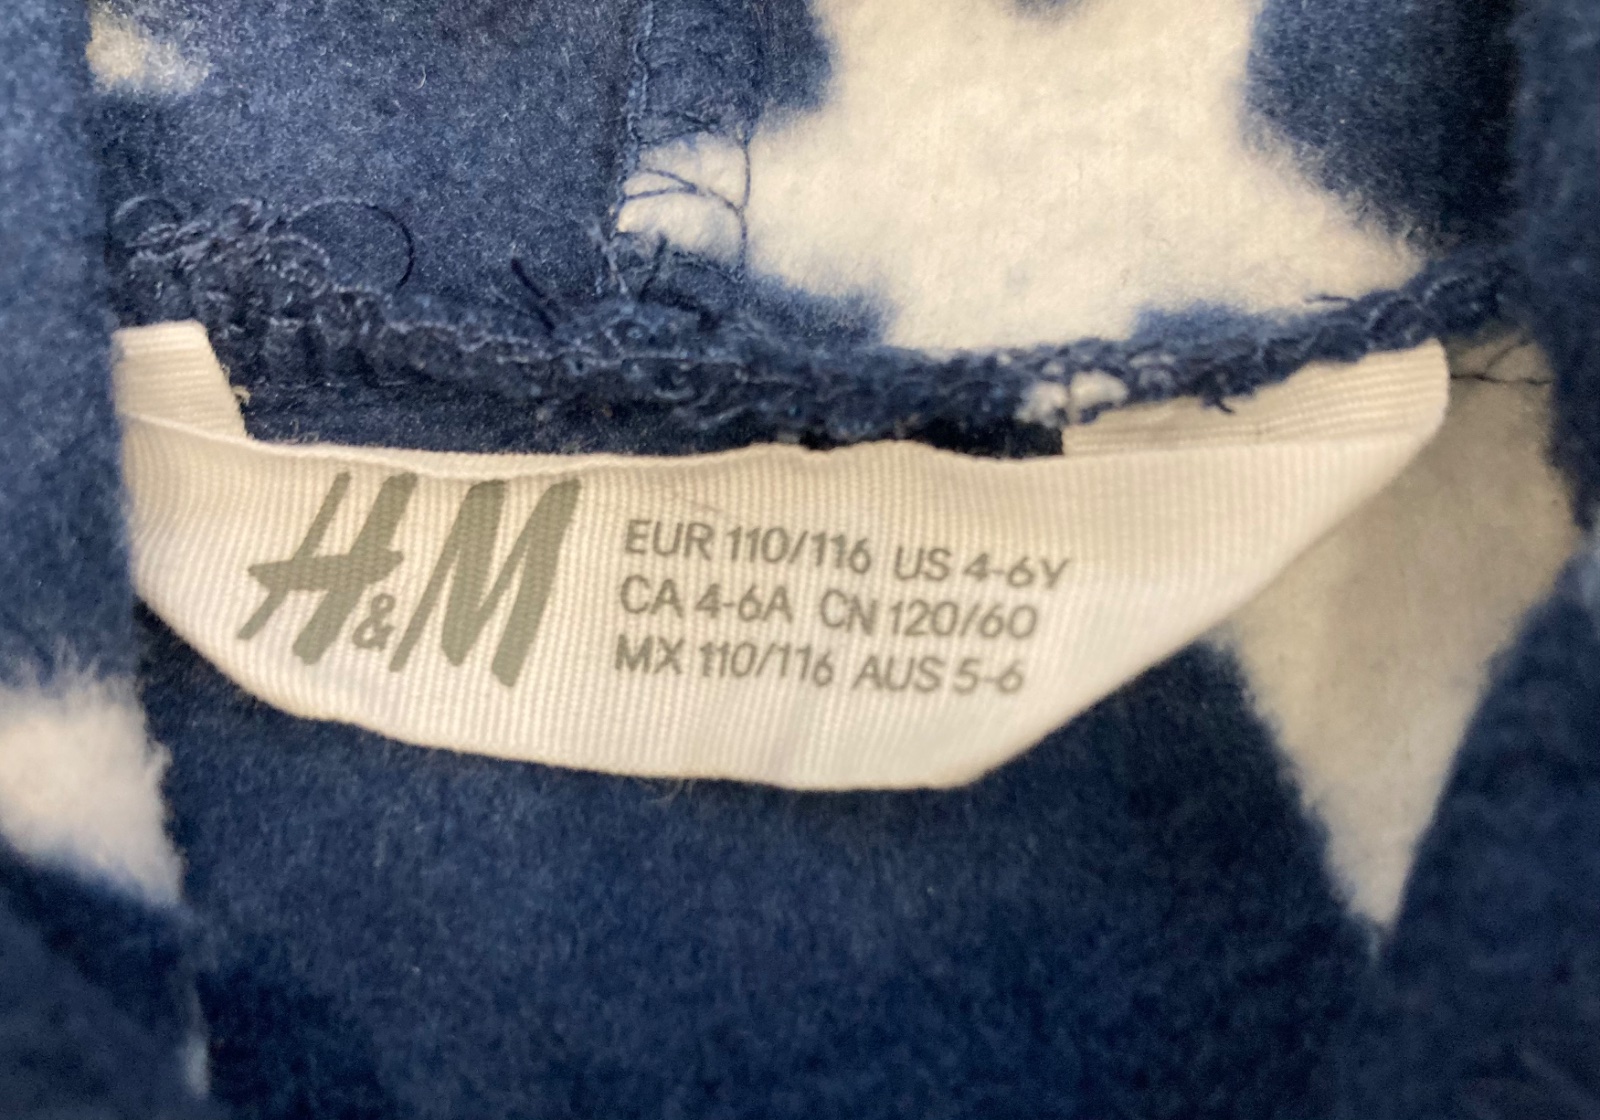 H&M
EUR 110/116 US 4-6Y
CA 4-6A CN 120/60
MX 110/116 AUS 5-6